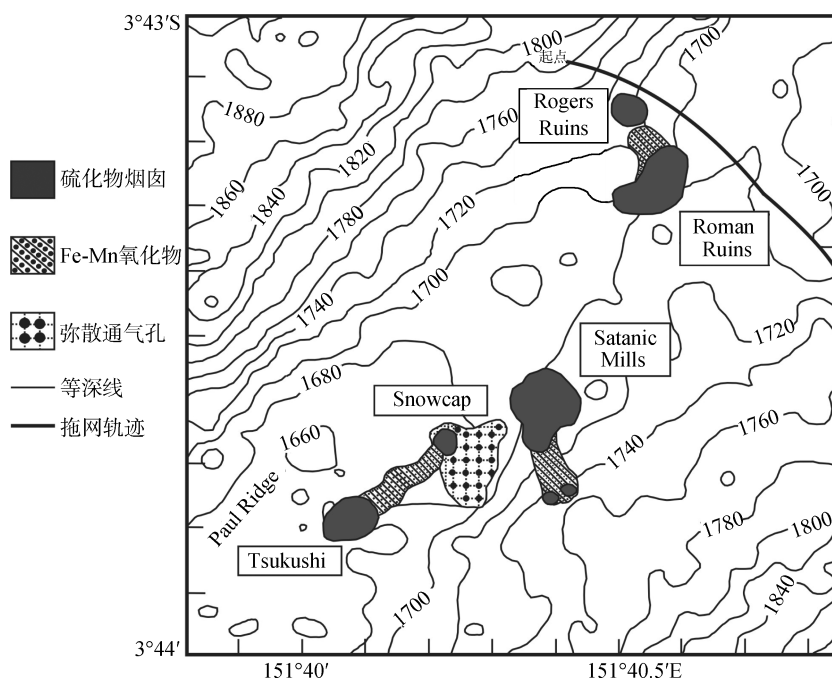 3°43′S
1800
起点
1700
Rogers
Ruins
1880
1760
硫化物烟囱
1820
1860
1840
1780
1720
1700
Fe-Mn氧化物
Roman
Ruins
1700
1740
弥散通气孔
Satanic
Mills
1720
等深线
1680
Snowcap
拖网轨迹
1660
1760
1740
Paul Ridge
1780
1800
Tsukushi
1700
1840
3°44′
151°40′
151°40.5′E